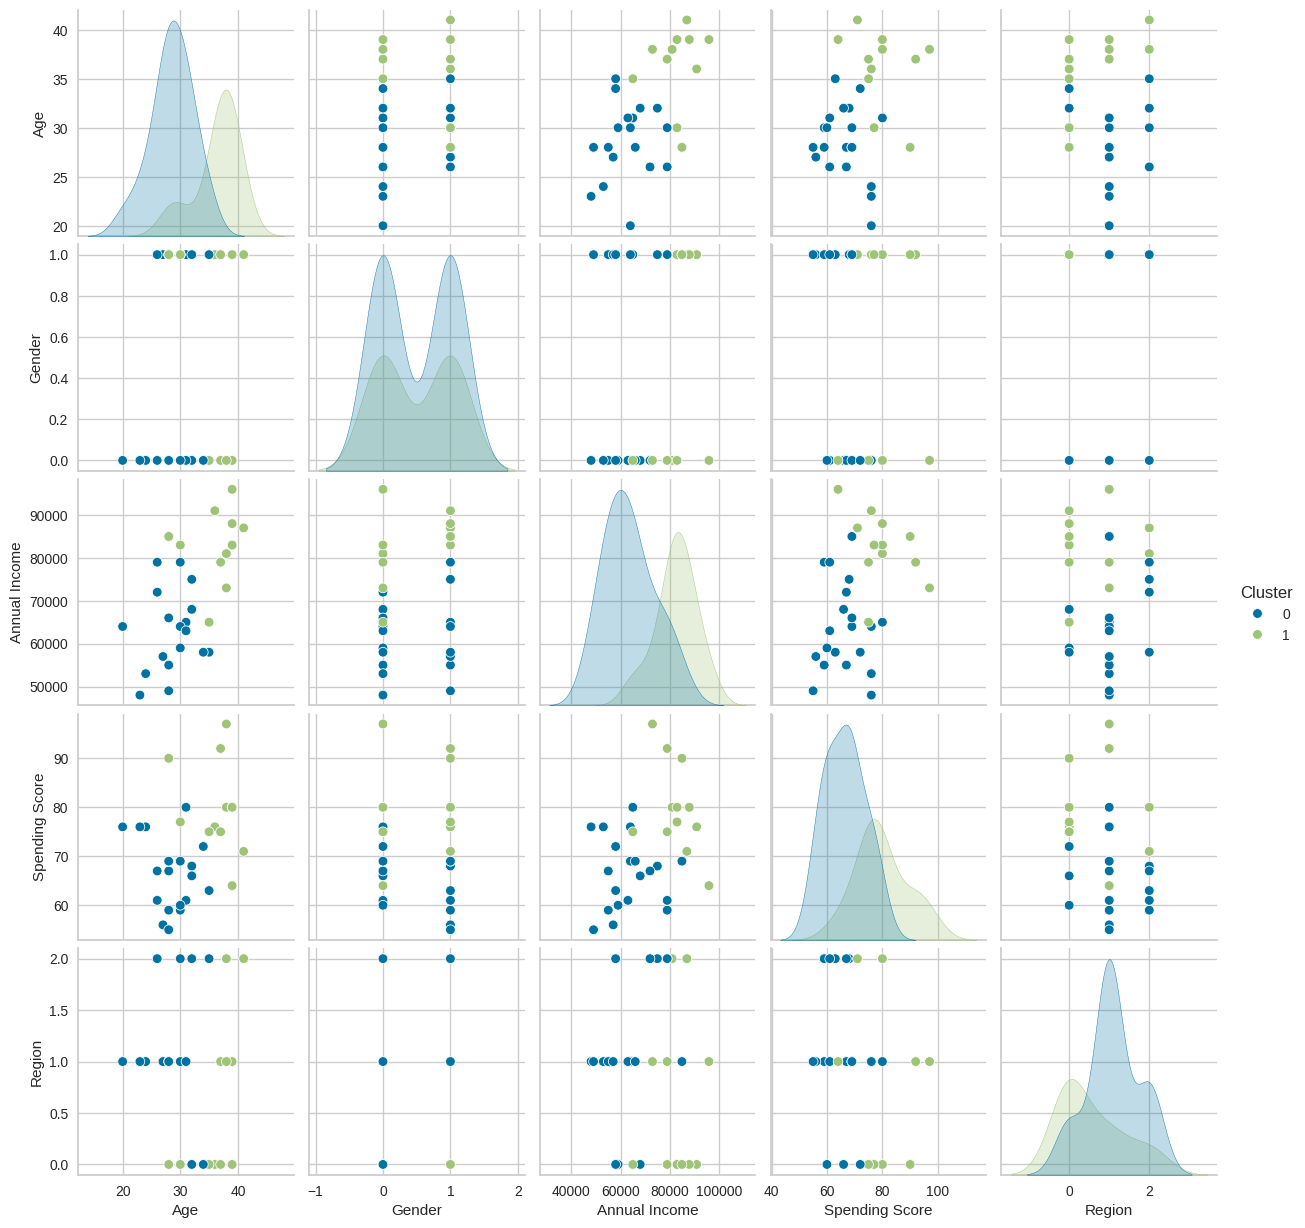 40
35
30
25
20
Age
1.0
0.8
0.6
0.4
0.2
0.0
Gender
90000
80000
70000
60000
50000
Annual Income
Cluster
0
1
90
80
70
60
Spending Score
2.0
1.5
1.0
0.5
0.0
Region
20 30 40
−1 0 1 2
40000 60000 80000 100000
40 60 80 100
0 2
Age Gender Annual Income Spending Score Region